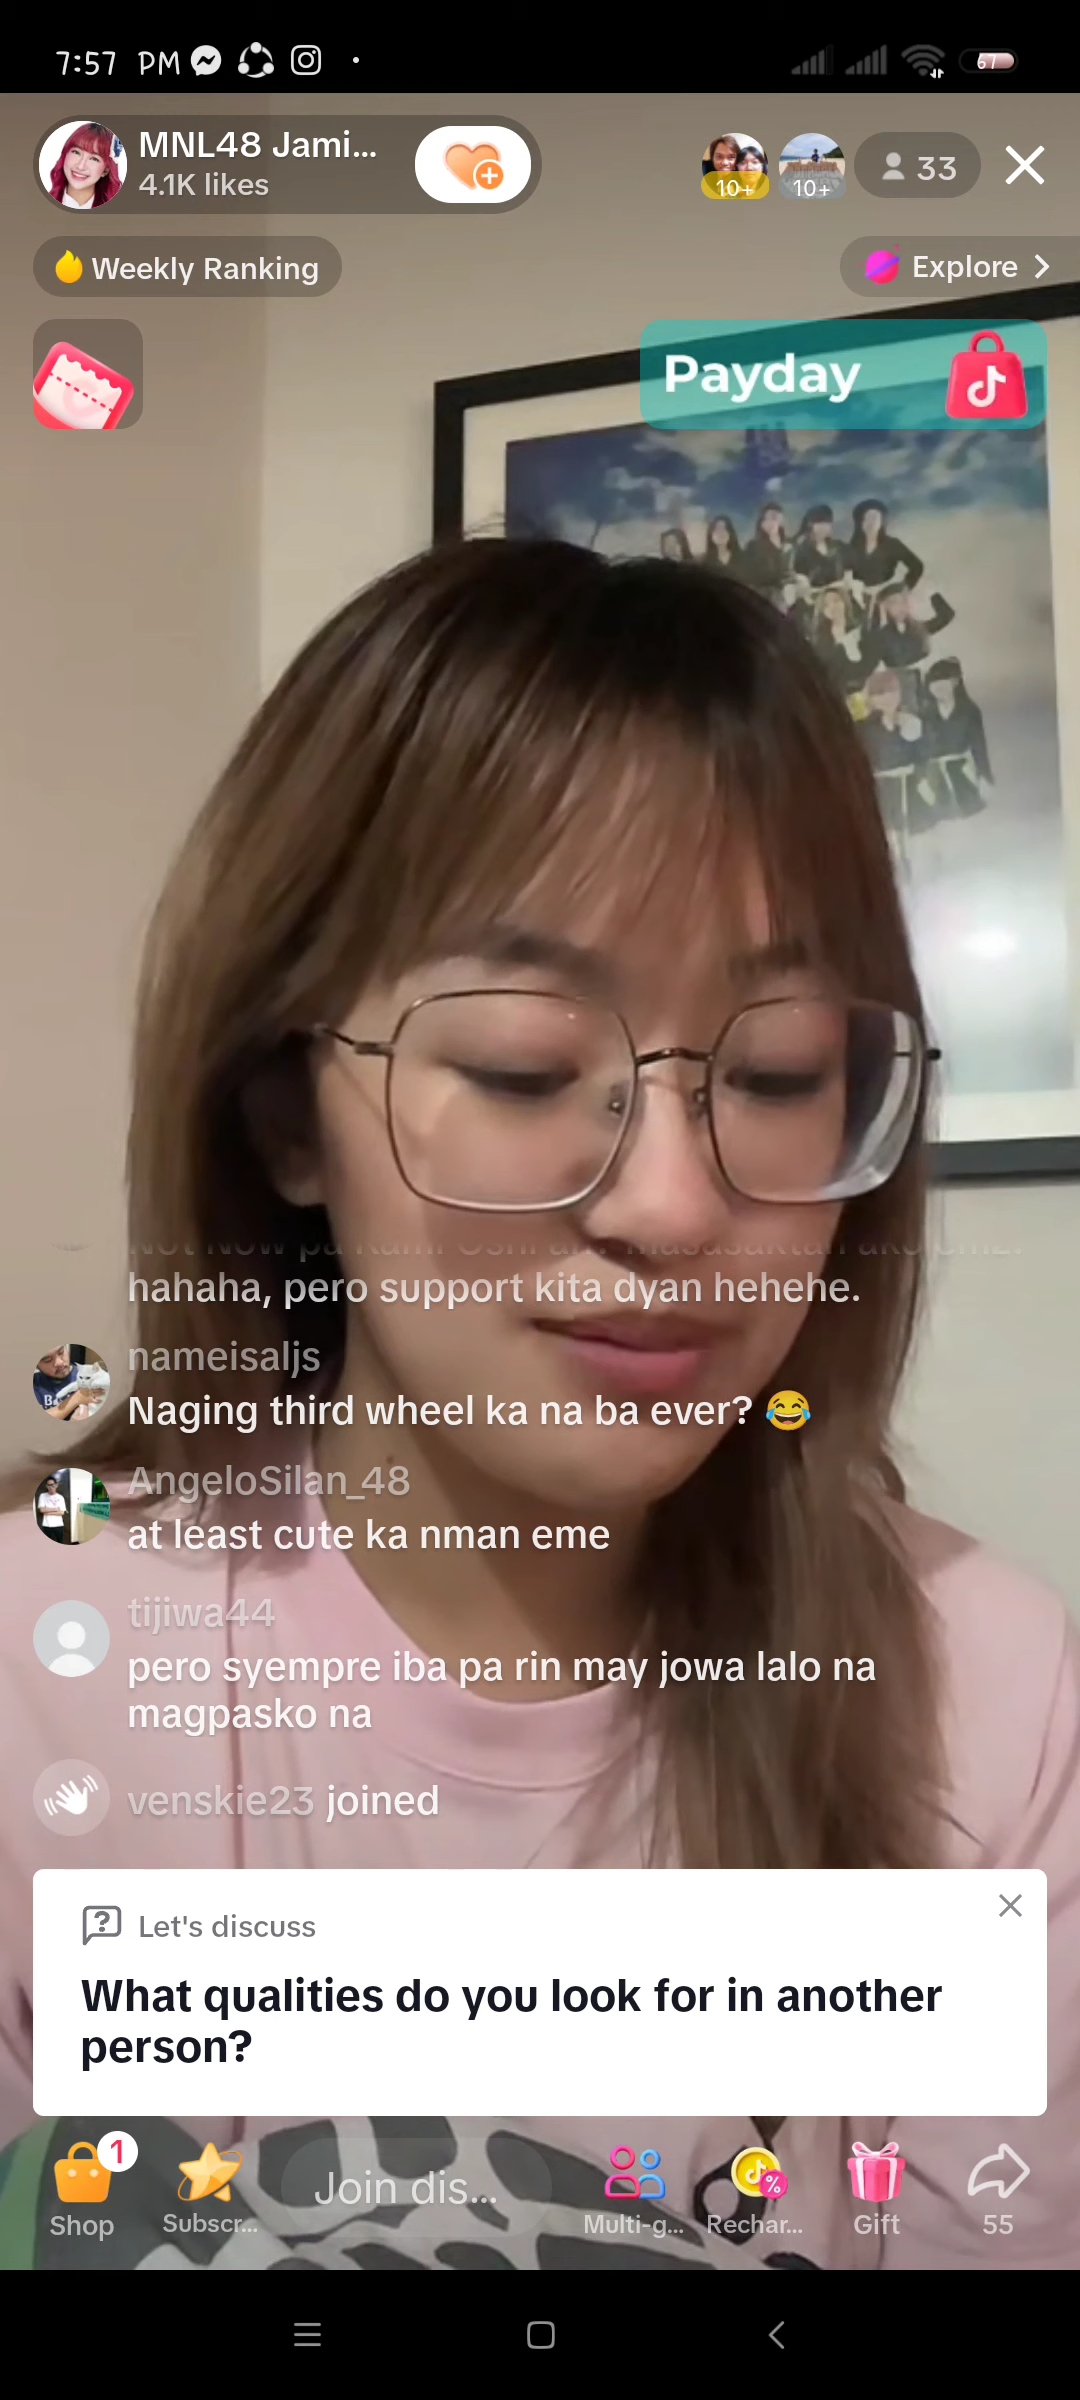 7:57 PM
67
MNL48 Jami...
4.1K likes
10+
10+
33
Weekly Ranking
Explore
Payday
hahaha, pero support kita dyan hehehe.
nameisaljs
Naging third wheel ka na ba ever? 😂
AngeloSilan_48
at least cute ka nman eme
tijiwa44
pero syempre iba pa rin may jowa lalo na
magpasko na
venskie23 joined
Let's discuss
What qualities do you look for in another
person?
1
Join dis...
Shop
Subscr...
Multi-g...
Rechar...
Gift
55